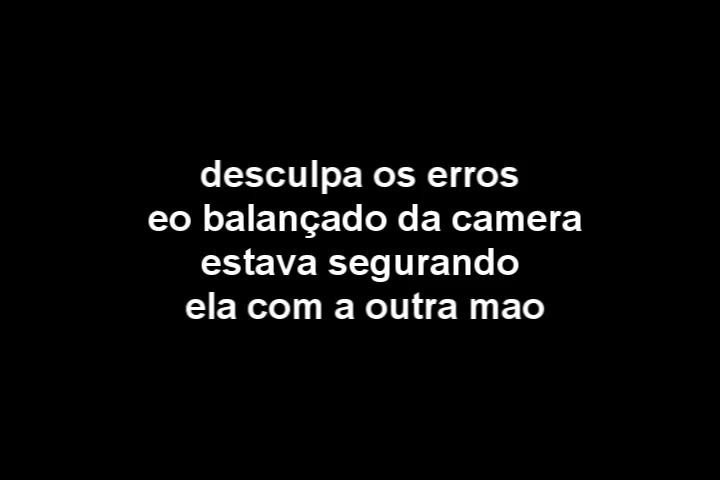 desculpa os erros
eo balançado da camera
estava segurando
ela com a outra mao